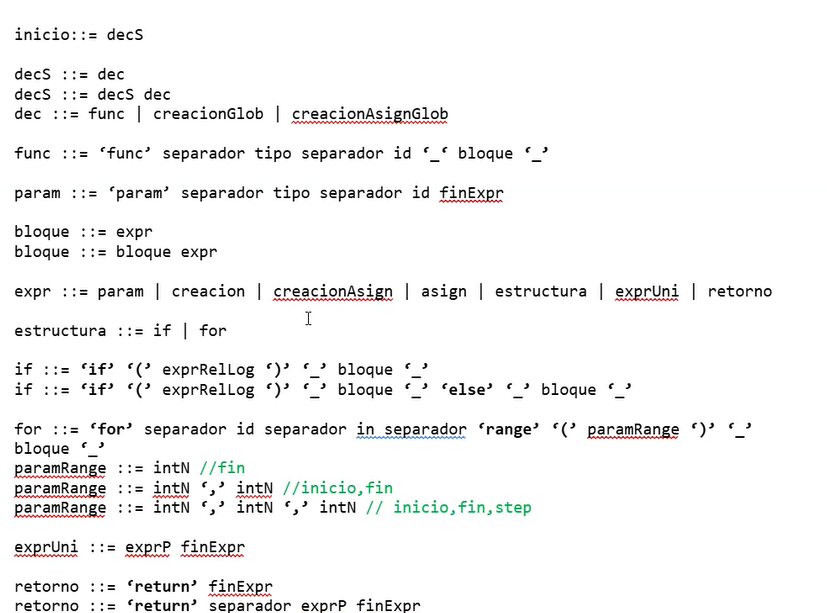 inicio::= decS
decS ::= dec
decS ::= decS dec
dec ::= func | creacionGlob | creacionAsignGlob
func ::= ‘func’ separador tipo separador id ‘_‘ bloque ‘_’
param ::= ‘param’ separador tipo separador id finExpr
bloque ::= expr
bloque ::= bloque expr
expr ::= param | creacion | creacionAsign | asign | estructura | exprUni | retorno
estructura ::= if | for
if ::= ‘if’ ‘(’ exprRelLog ‘)’ ‘_’ bloque ‘_’
if ::= ‘if’ ‘(’ exprRelLog ‘)’ ‘_’ bloque ‘_’ ‘else’ ‘_’ bloque ‘_’
for ::= ‘for’ separador id separador in separador ‘range’ ‘(’ paramRange ‘)’ ‘_’
bloque ‘_’
paramRange ::= intN //fin
paramRange ::= intN ‘,’ intN //inicio,fin
paramRange ::= intN ‘,’ intN ‘,’ intN // inicio,fin,step
exprUni ::= exprP finExpr
retorno ::= ‘return’ finExpr
retorno ::= ‘return’ separador exprP finExpr